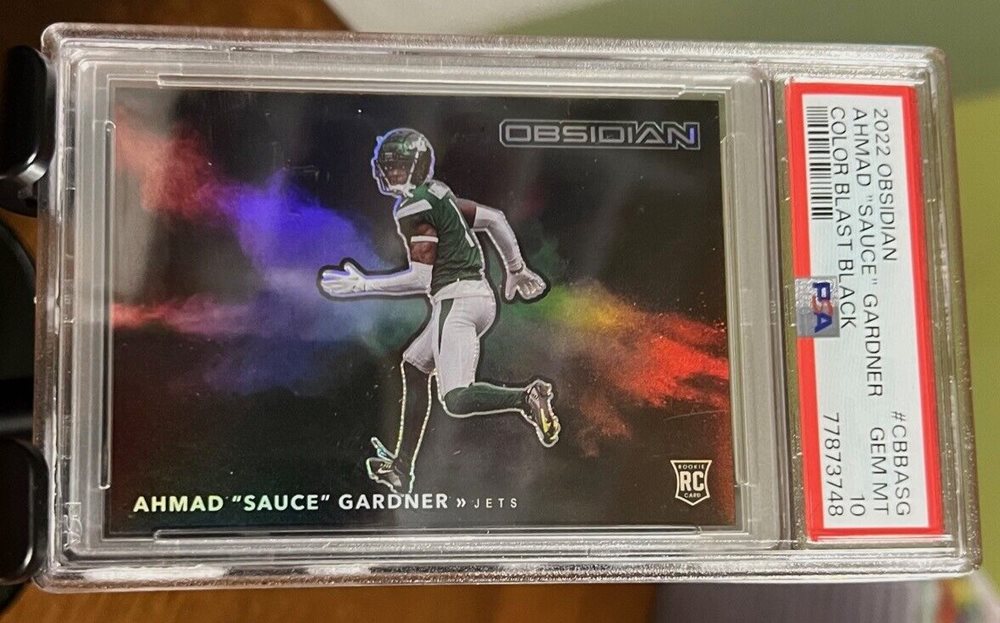 OBSIDIAN
AHMAD "SAUCE" GARDNER » JETS
ROOKIE
RC
CARD
2022 OBSIDIAN #CBBASG
AHMAD "SAUCE" GARDNER GEM MT
COLOR BLAST BLACK 10
PSA 77873748